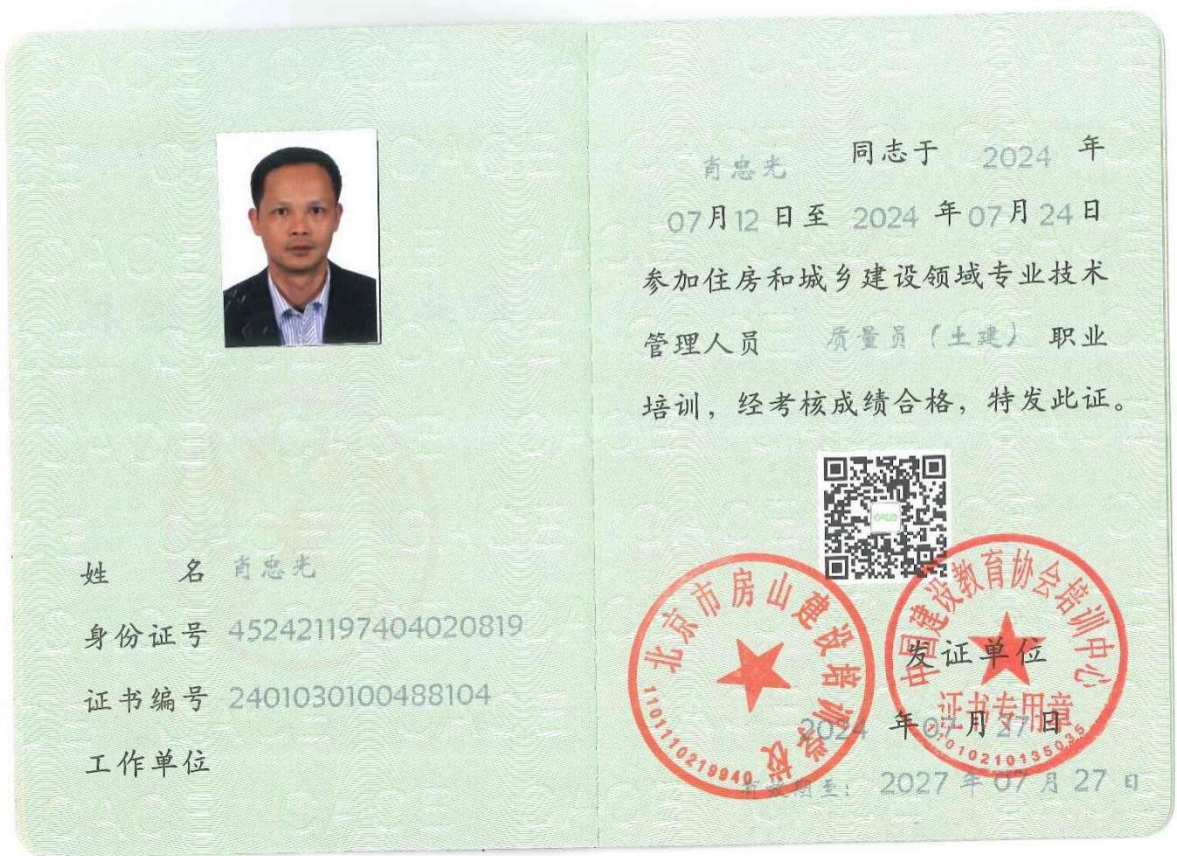 姓 名 肖忠光
身份证号 452421197404020819
证书编号 2401030100488104
工作单位
肖忠光 同志于 2024 年
07月12 日至 2024 年07月24日
参加住房和城乡建设领域专业技术
管理人员 质量员(土建) 职业
培训，经考核成绩合格，特发此证。
北京市房山建设培训学校
1101110219940
中国建设教育协会培训中心
发证单位
证书专用章
2024 年07月27日
11010210135035
有效期至: 2027 年 07 月 27 日